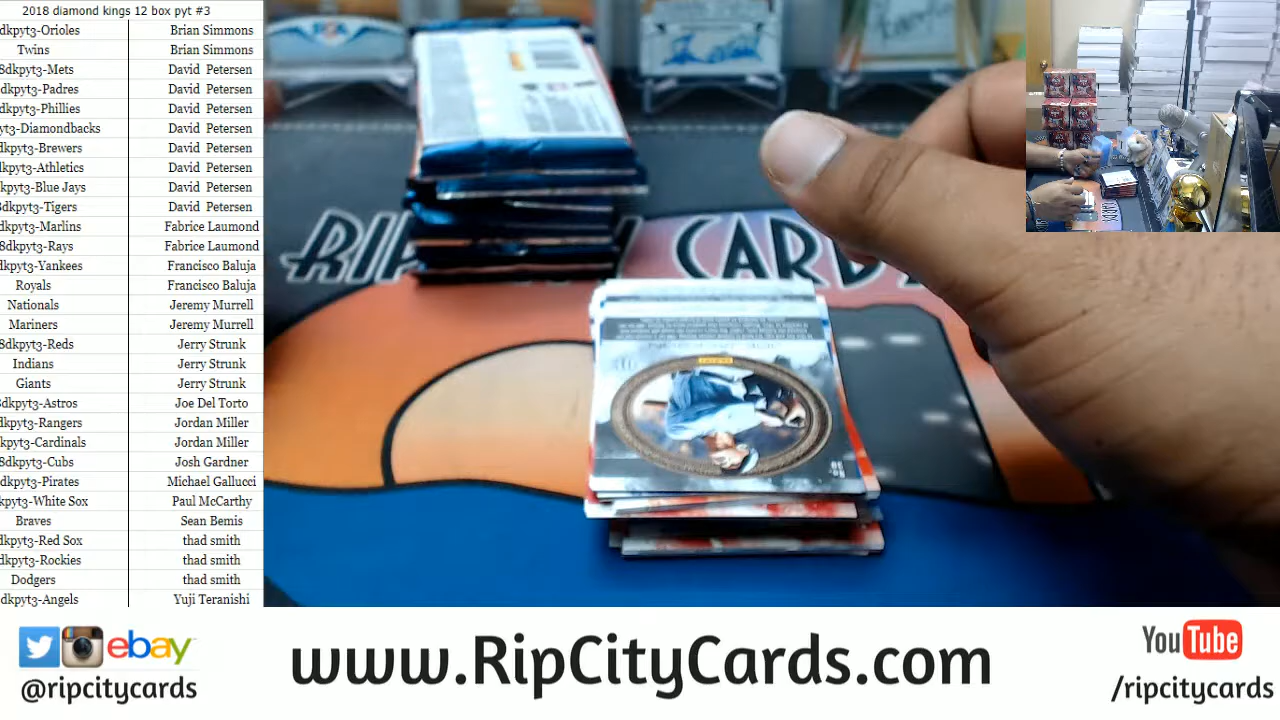 2018 diamond kings 12 box pyt #3
dkpyt3-Orioles Brian Simmons
Twins Brian Simmons
8dkpyt3-Mets David Petersen
dkpyt3-Padres David Petersen
dkpyt3-Phillies David Petersen
yt3-Diamondbacks David Petersen
dkpyt3-Brewers David Petersen
dkpyt3-Athletics David Petersen
dkpyt3-Blue Jays David Petersen
8dkpyt3-Tigers David Petersen
dkpyt3-Marlins Fabrice Laumond
8dkpyt3-Rays Fabrice Laumond
dkpyt3-Yankees Francisco Baluja
Royals Francisco Baluja
Nationals Jeremy Murrell
Mariners Jeremy Murrell
8dkpyt3-Reds Jerry Strunk
Indians Jerry Strunk
Giants Jerry Strunk
8dkpyt3-Astros Joe Del Torto
dkpyt3-Rangers Jordan Miller
kpyt3-Cardinals Jordan Miller
8dkpyt3-Cubs Josh Gardner
dkpyt3-Pirates Michael Gallucci
kpyt3-White Sox Paul McCarthy
Braves Sean Bemis
dkpyt3-Red Sox thad smith
dkpyt3-Rockies thad smith
Dodgers thad smith
dkpyt3-Angels Yuji Teranishi
RIP CARD
ebay
@ripcitycards
www.RipCityCards.com
YouTube
/ripcitycards